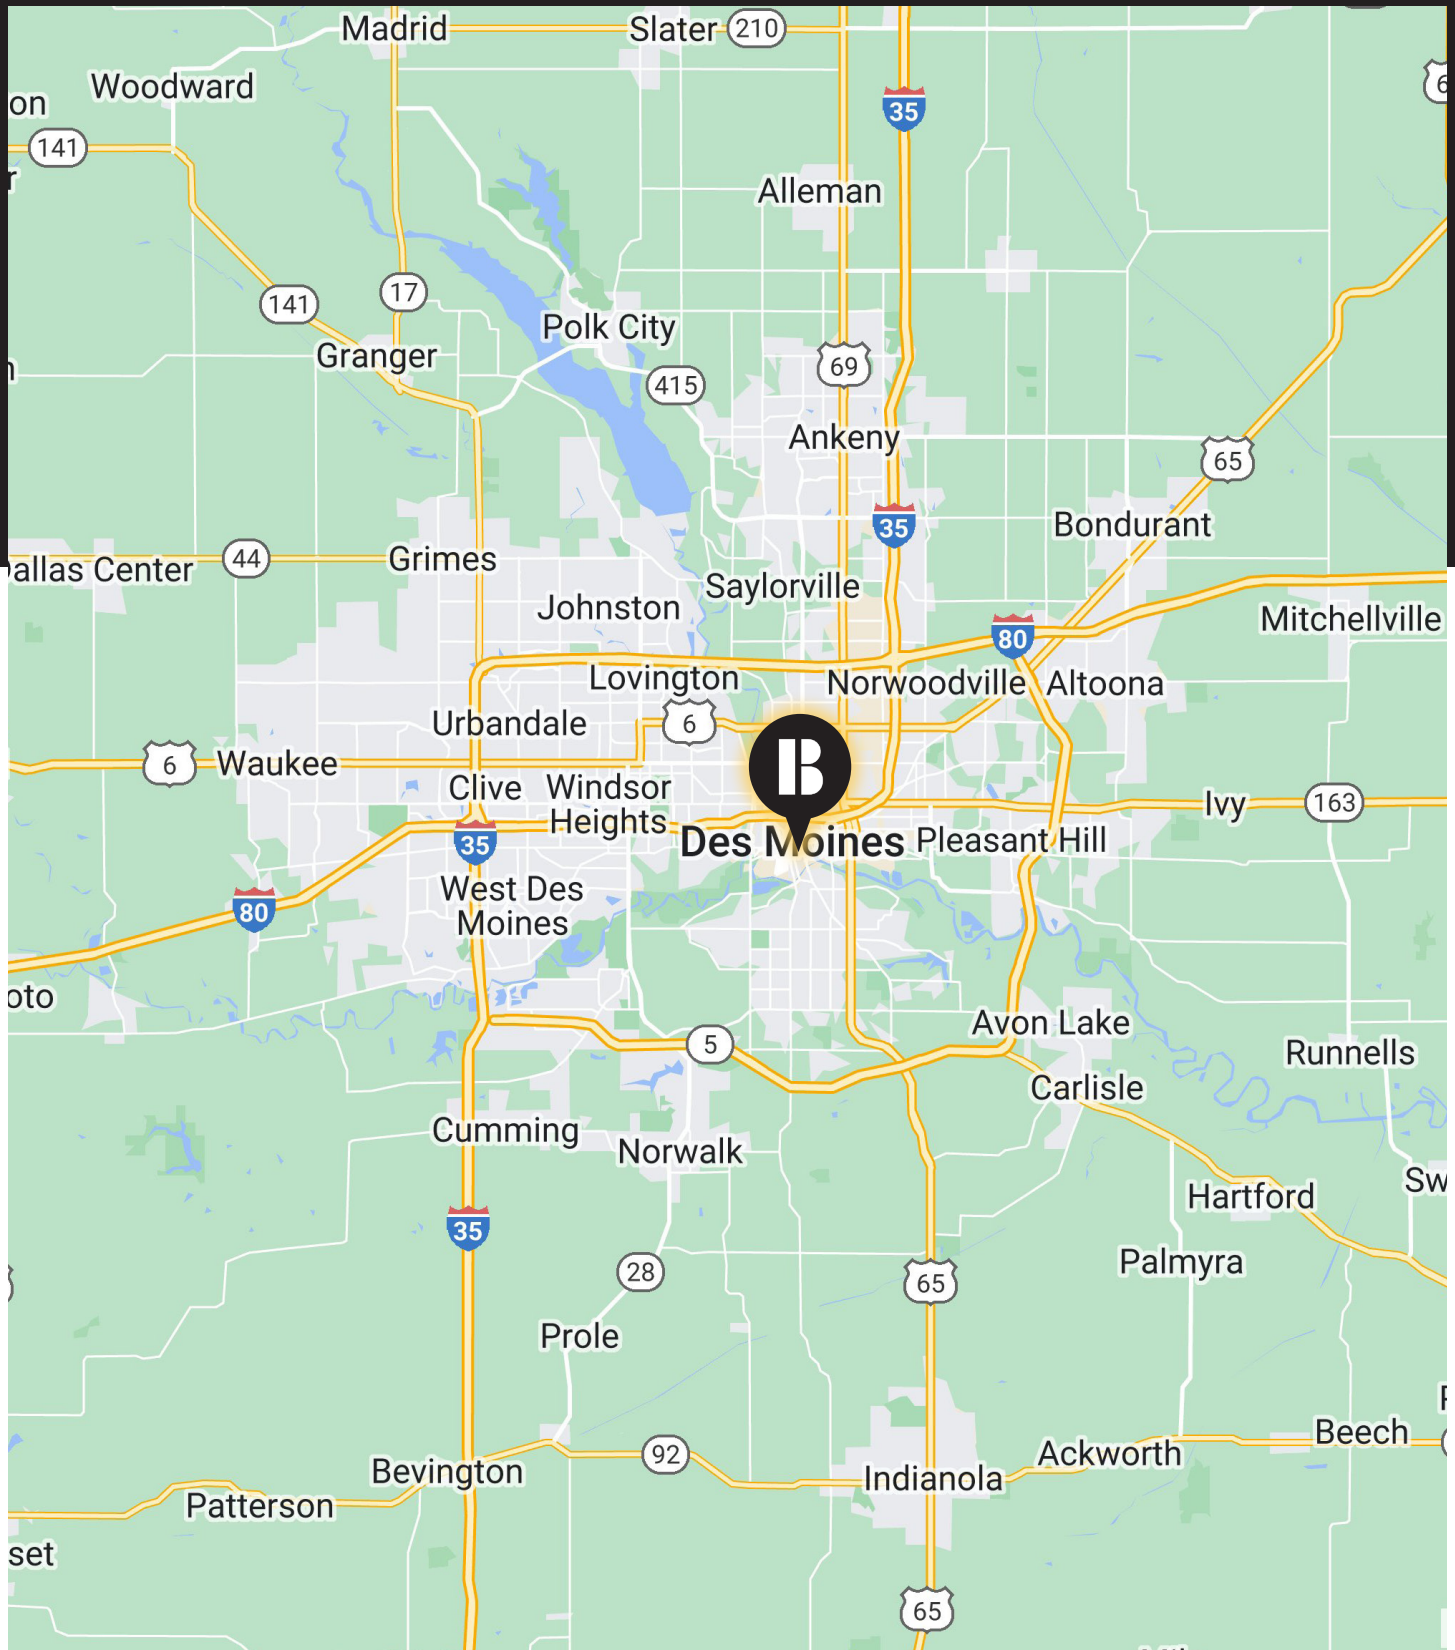 Madrid
Slater
210
Woodward
on
35
141
Alleman
141
17
Polk City
Granger
69
415
Ankeny
65
35
Bondurant
44
Grimes
allas Center
Saylorville
Johnston
Mitchellville
80
Lovington
Norwoodville
Altoona
Urbandale
6
6
Waukee
B
Clive
Windsor
Heights
Ivy
163
35
Des Moines
Pleasant Hill
West Des
Moines
80
oto
Avon Lake
5
Runnells
Carlisle
Cumming
Norwalk
Sw
Hartford
35
Palmyra
28
65
Prole
Beech
92
Ackworth
Bevington
Indianola
Patterson
set
65